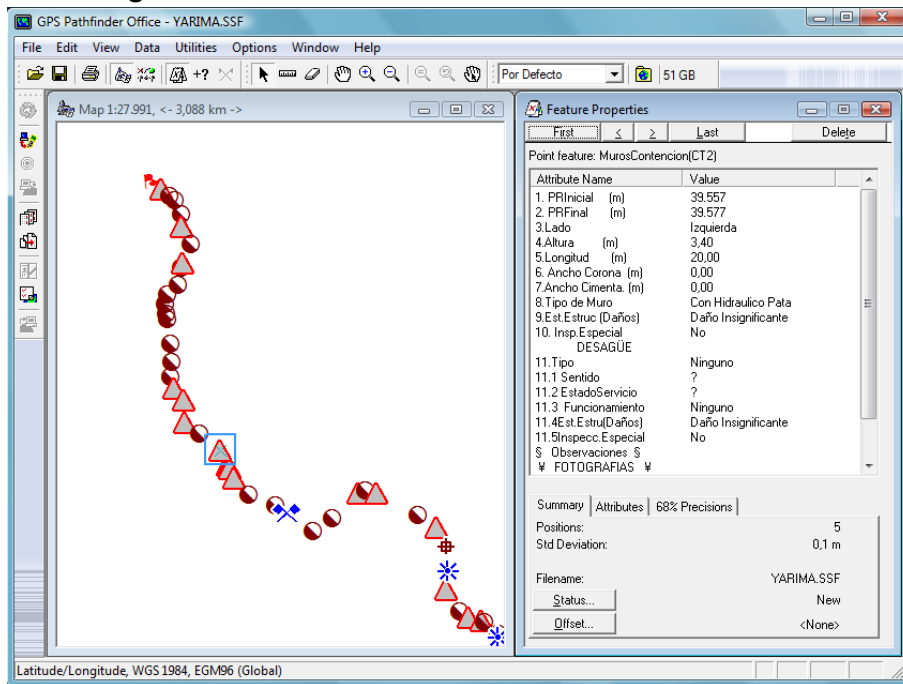 GPS Pathfinder Office - YARIMA.SSF
File Edit View Data Utilities Options Window Help
+? Por Defecto 51 GB
Map 1:27.991, <- 3,088 km ->
Feature Properties
First < > Last Delete
Point feature: MurosContencion(CT2)
Attribute Name Value
1. PRInicial (m) 39.557
2. PRFinal (m) 39.577
3.Lado Izquierda
4.Altura (m) 3,40
5.Longitud (m) 20,00
6. Ancho Corona (m) 0,00
7.Ancho Cimenta. (m) 0,00
8.Tipo de Muro Con Hidraulico Pata
9.Est.Estruc (Daños) Daño Insignificante
10. Insp.Especial No
DESAGÜE
11.Tipo Ninguno
11.1 Sentido ?
11.2 EstadoServicio ?
11.3 Funcionamiento Ninguno
11.4Est.Estru(Daños) Daño Insignificante
11.5Inspecc.Especial No
§ Observaciones §
¥ FOTOGRAFIAS ¥
Summary Attributes 68% Precisions
Positions: 5
Std Deviation: 0,1 m
Filename: YARIMA.SSF
Status... New
Offset... <None>
Latitude/Longitude, WGS 1984, EGM96 (Global)